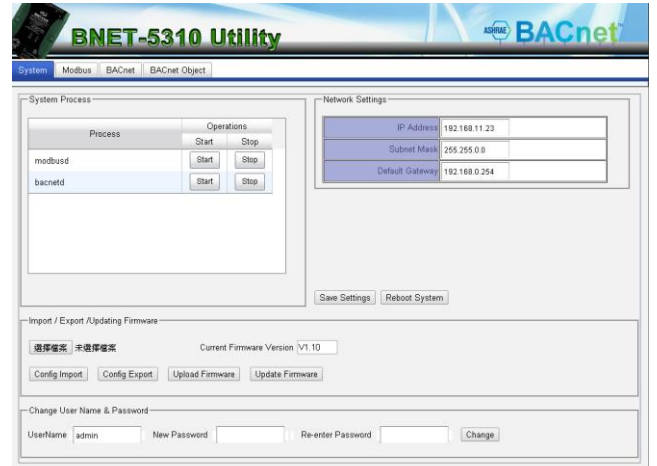 BNET-5310 Utility
ASHRAE BACnet™
System Modbus BACnet BACnet Object
System Process
Process Operations
Start Stop
modbusd Start Stop
bacnetd Start Stop
Network Settings
IP Address 192.168.11.23
Subnet Mask 255.255.0.0
Default Gateway 192.168.0.254
Save Settings Reboot System
Import / Export /Updating Firmware
選擇檔案 未選擇檔案 Current Firmware Version V1.10
Config Import Config Export Upload Firmware Update Firmware
Change User Name & Password
UserName admin New Password Re-enter Password Change